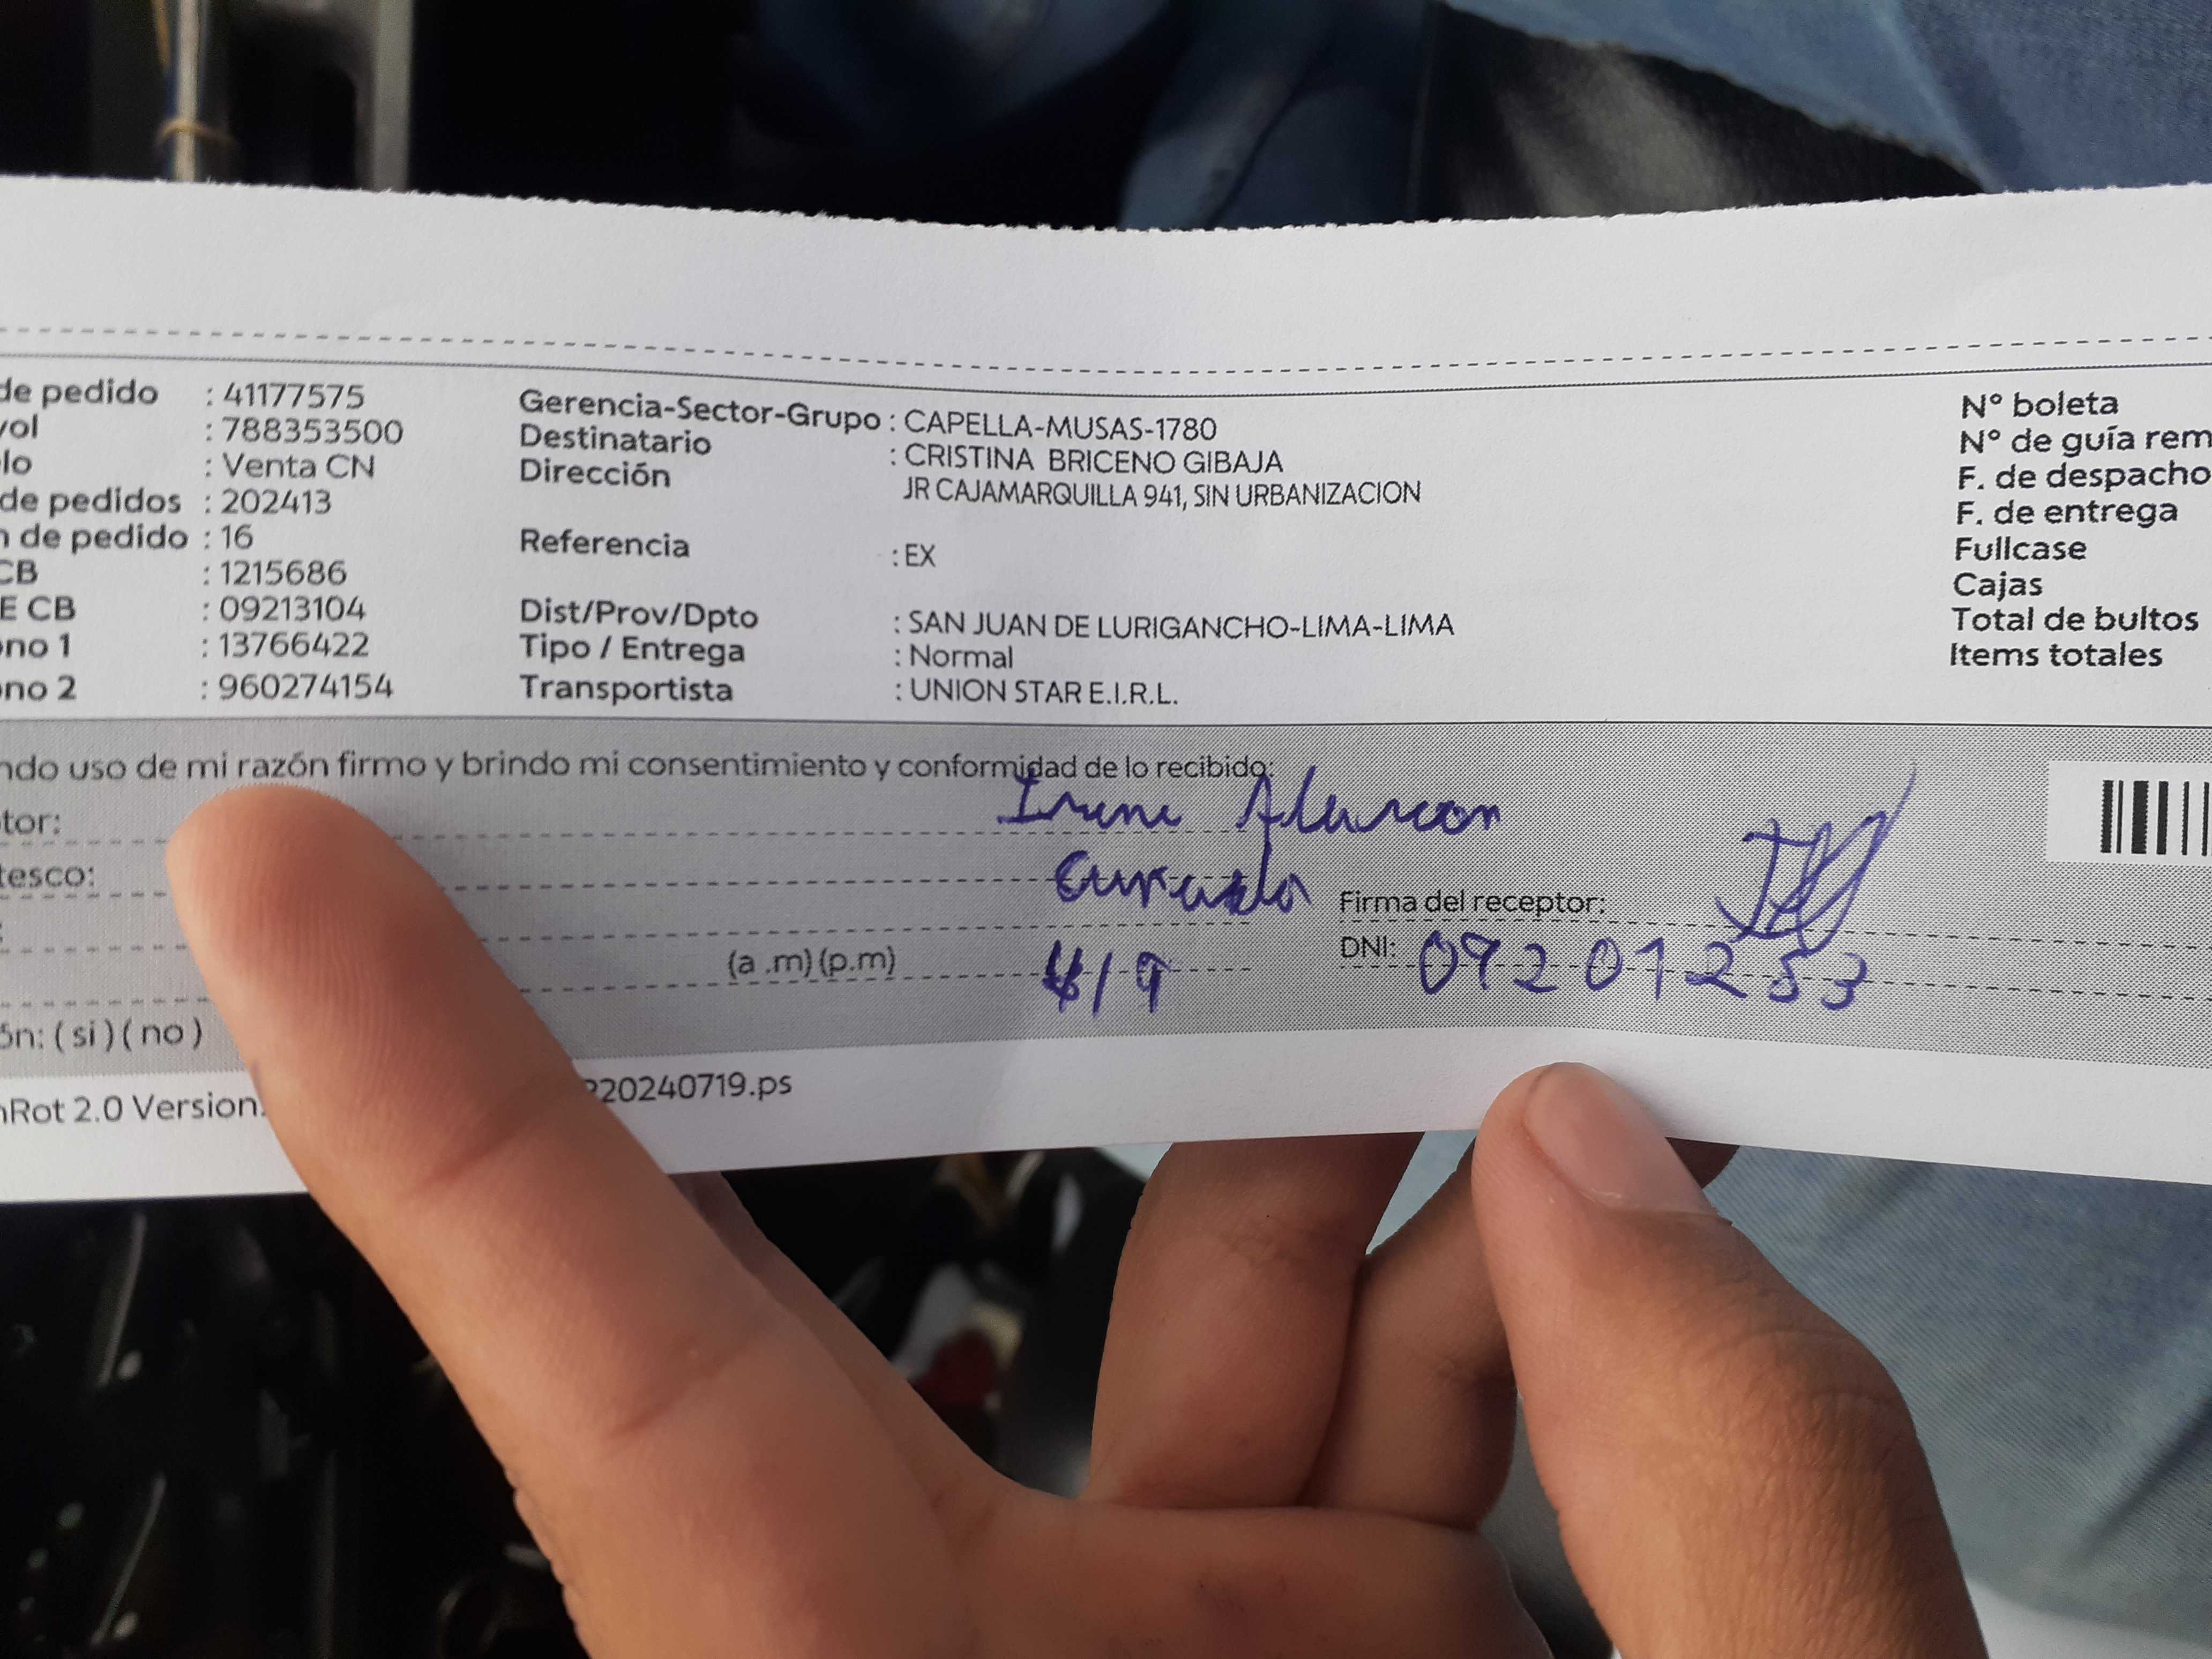 de pedido : 41177575
vol : 788353500
lo : Venta CN
de pedidos : 202413
n de pedido : 16
CB : 1215686
E CB : 09213104
ono 1 : 13766422
ono 2 : 960274154
Gerencia-Sector-Grupo : CAPELLA-MUSAS-1780
Destinatario : CRISTINA BRICENO GIBAJA
Dirección JR CAJAMARQUILLA 941, SIN URBANIZACION
Referencia : EX
Dist/Prov/Dpto : SAN JUAN DE LURIGANCHO-LIMA-LIMA
Tipo / Entrega : Normal
Transportista : UNION STAR E.I.R.L.
N° boleta
N° de guía rem
F. de despacho
F. de entrega
Fullcase
Cajas
Total de bultos
Items totales
ndo uso de mi razón firmo y brindo mi consentimiento y conformidad de lo recibido:
tor: Irene Alarcon
tesco:
Firma del receptor:
(a .m) (p.m)
DNI: 09201253
ón: ( si ) ( no )
nRot 2.0 Version. 20240719.ps